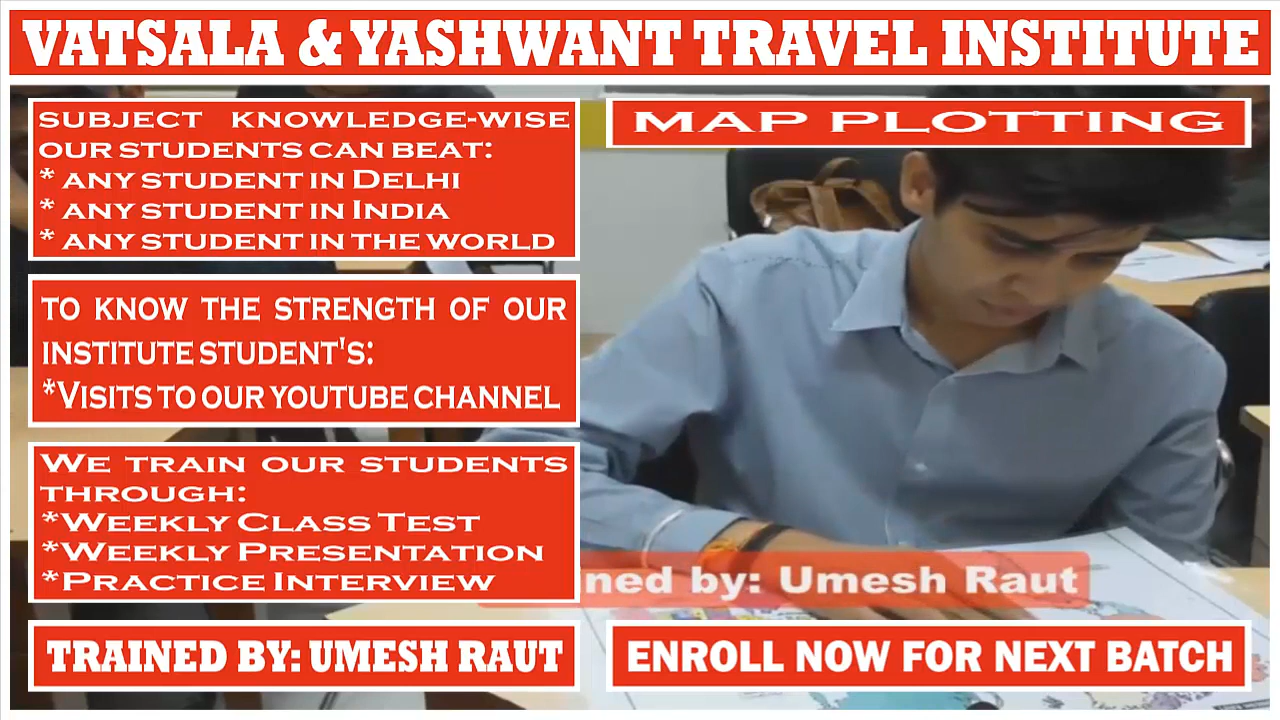 VATSALA & YASHWANT TRAVEL INSTITUTE
SUBJECT KNOWLEDGE-WISE
OUR STUDENTS CAN BEAT:
* ANY STUDENT IN DELHI
* ANY STUDENT IN INDIA
* ANY STUDENT IN THE WORLD
TO KNOW THE STRENGTH OF OUR
INSTITUTE STUDENT'S:
*VISITS TO OUR YOUTUBE CHANNEL
WE TRAIN OUR STUDENTS
THROUGH:
*WEEKLY CLASS TEST
*WEEKLY PRESENTATION
*PRACTICE INTERVIEW
TRAINED BY: UMESH RAUT
MAP PLOTTING
by: Umesh Raut
ENROLL NOW FOR NEXT BATCH